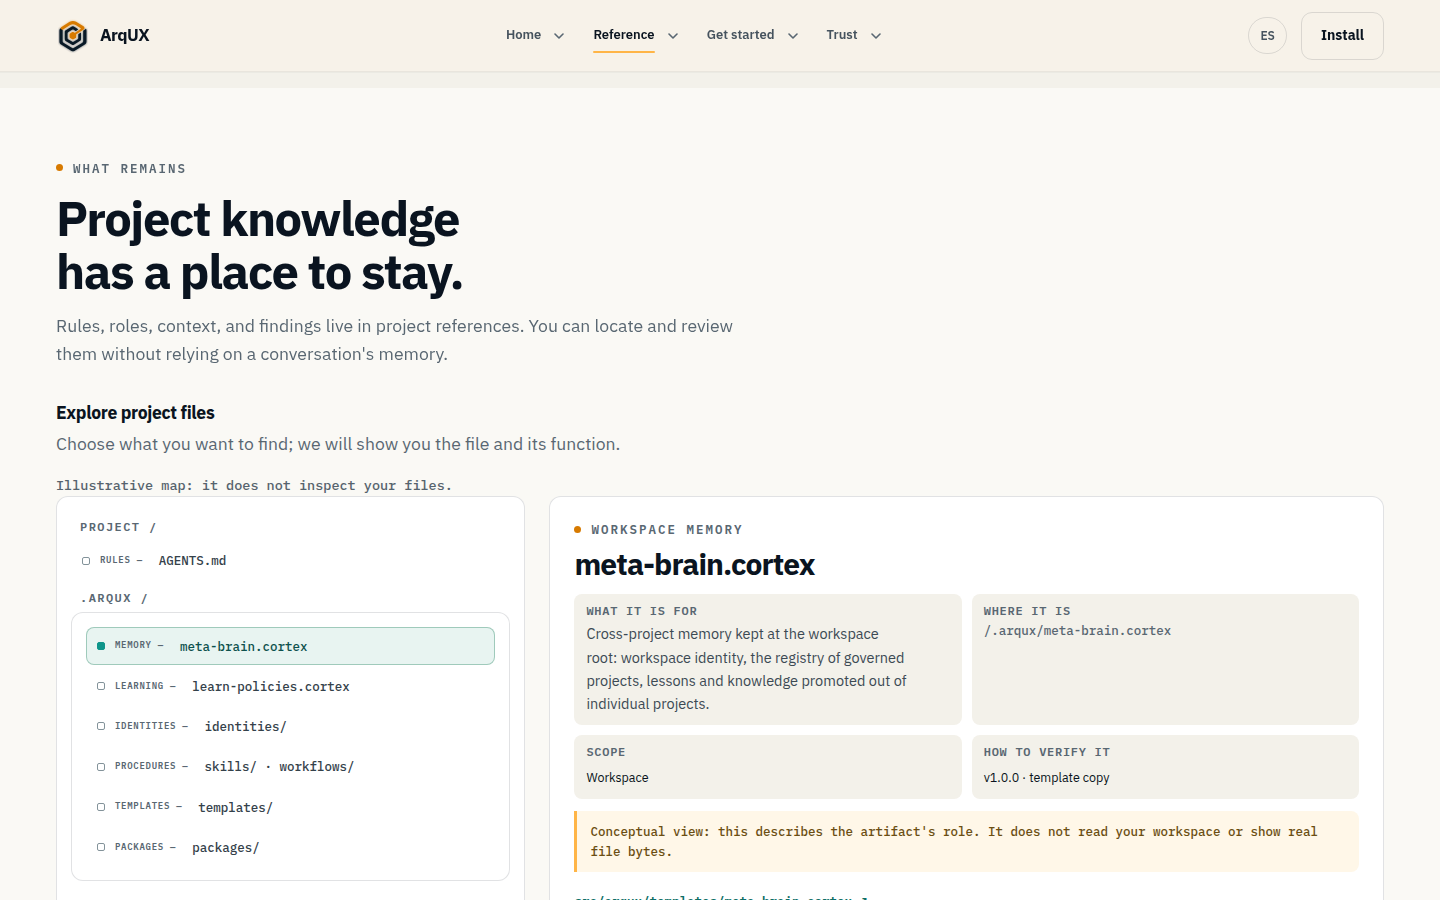 ArqUX
Home
Reference
Get started
Trust
ES
Install
WHAT REMAINS
Project knowledge
has a place to stay.
Rules, roles, context, and findings live in project references. You can locate and review
them without relying on a conversation's memory.
Explore project files
Choose what you want to find; we will show you the file and its function.
Illustrative map: it does not inspect your files.
PROJECT /
RULES — AGENTS.md
.ARQUX /
MEMORY — meta-brain.cortex
LEARNING — learn-policies.cortex
IDENTITIES — identities/
PROCEDURES — skills/ · workflows/
TEMPLATES — templates/
PACKAGES — packages/
WORKSPACE MEMORY
meta-brain.cortex
WHAT IT IS FOR
Cross-project memory kept at the workspace
root: workspace identity, the registry of governed
projects, lessons and knowledge promoted out of
individual projects.
WHERE IT IS
/.arqux/meta-brain.cortex
SCOPE
Workspace
HOW TO VERIFY IT
v1.0.0 · template copy
Conceptual view: this describes the artifact's role. It does not read your workspace or show real
file bytes.